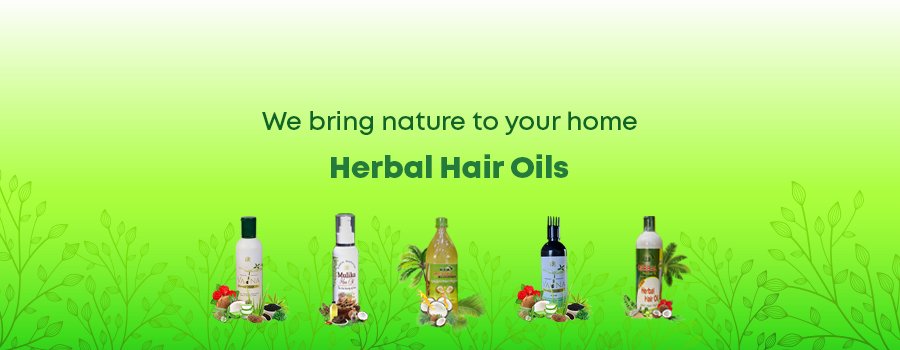 We bring nature to your home
Herbal Hair Oils
Mulika
Hair Oil
Herbal
Hair Oil